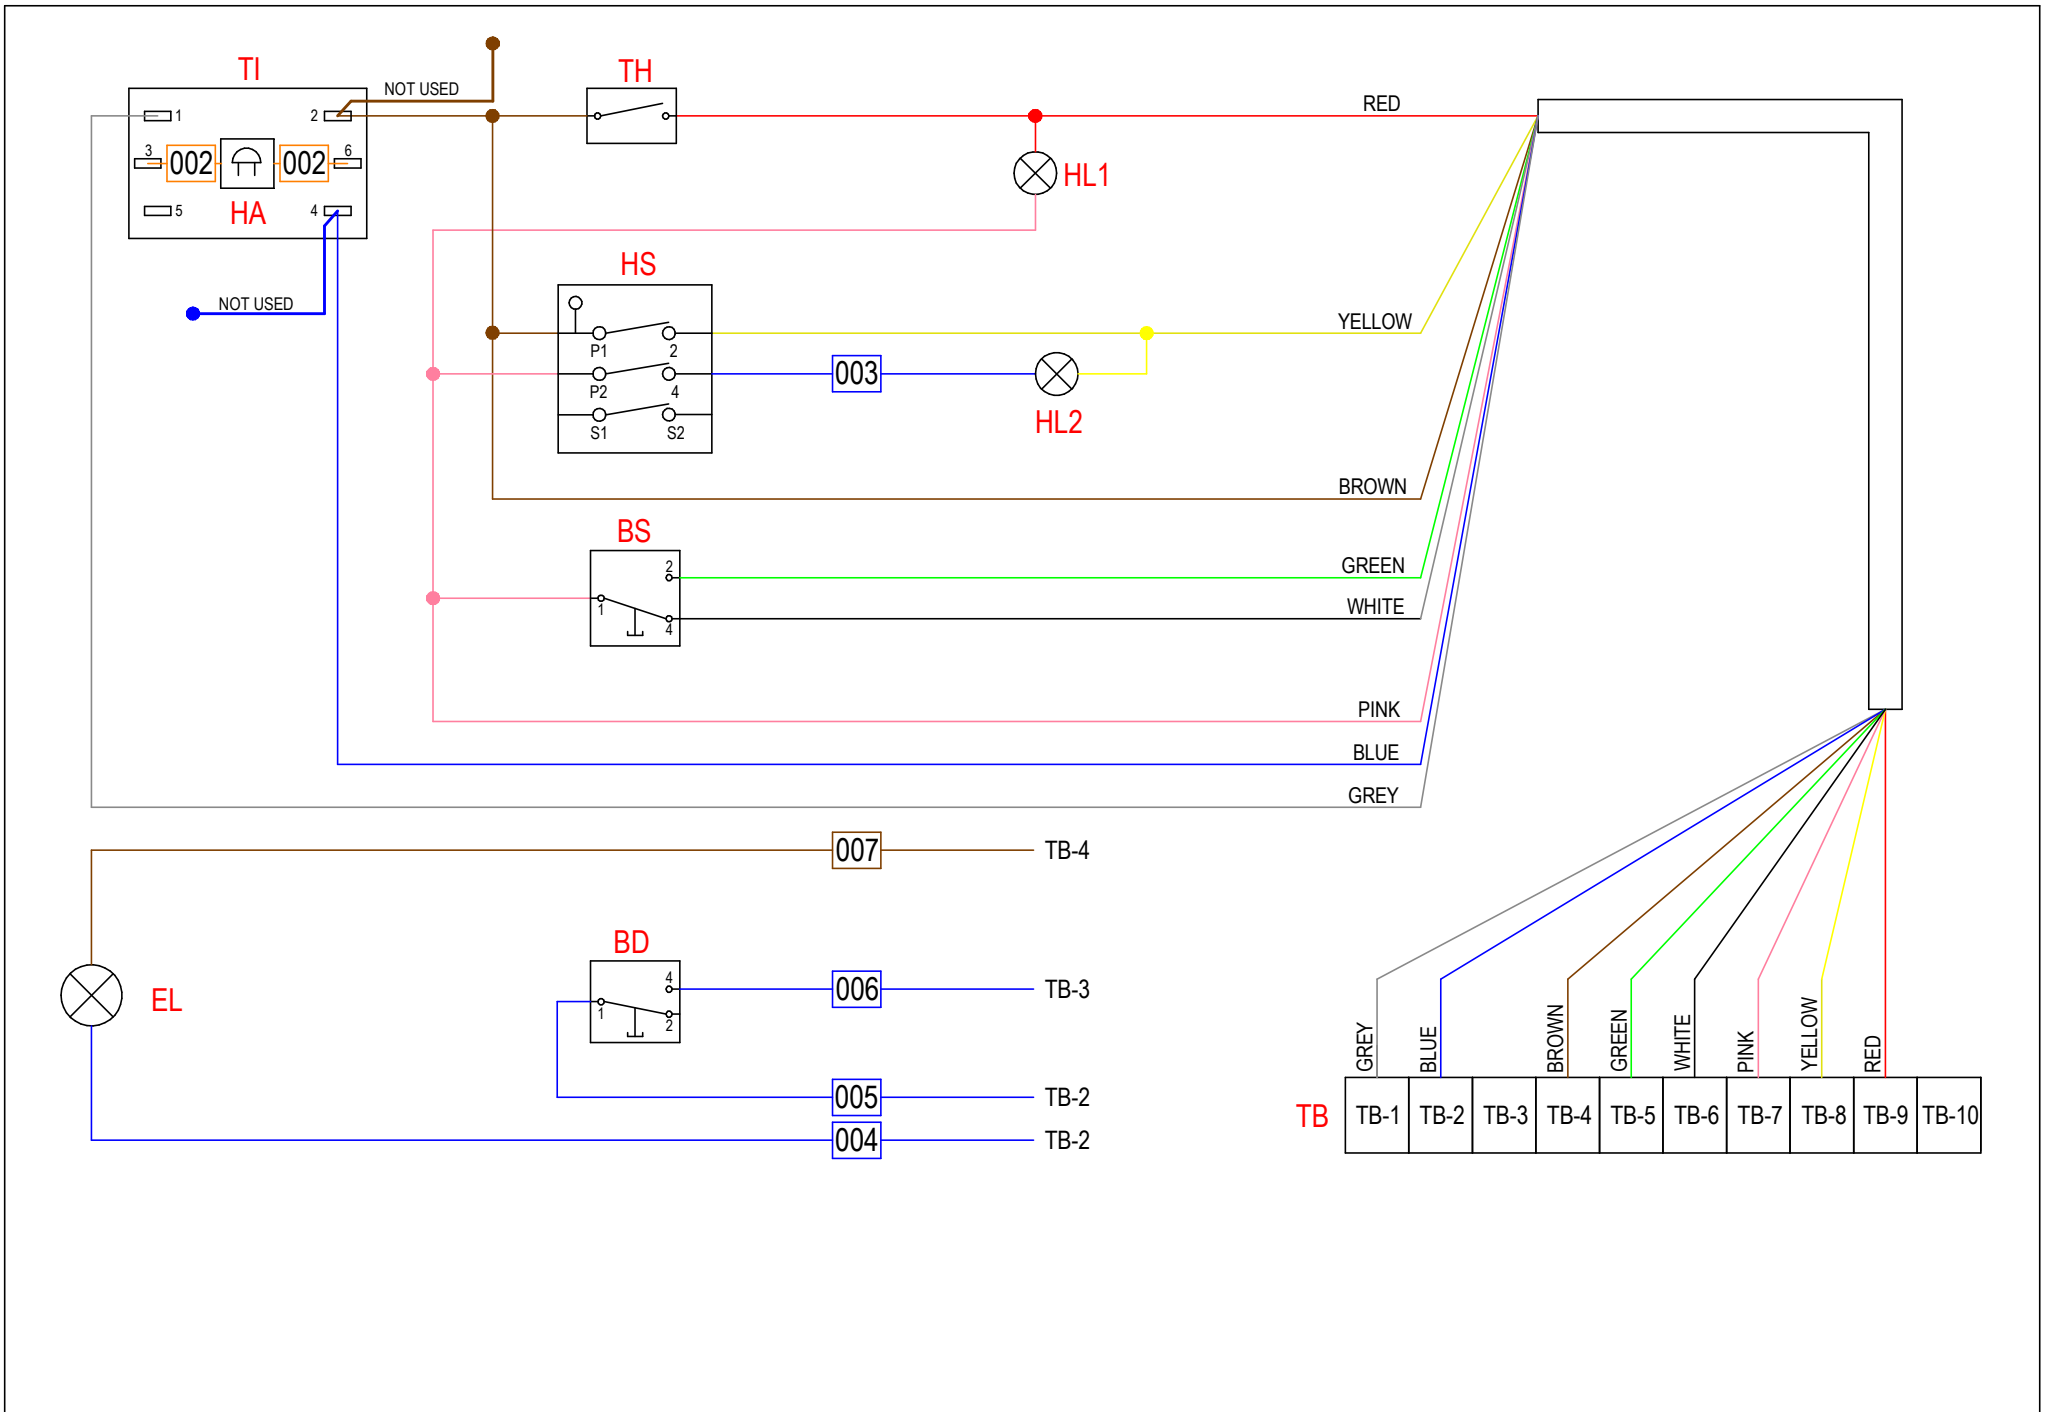 TI
NOT USED
TH
RED
1
2
3
002
002
6
HL1
5
HA
4
NOT USED
HS
YELLOW
P1
2
003
P2
4
HL2
S1
S2
BROWN
BS
2
GREEN
1
WHITE
4
PINK
BLUE
GREY
007
TB-4
BD
4
EL
006
TB-3
1
2
GREY
BLUE
BROWN
GREEN
WHITE
PINK
YELLOW
RED
005
TB-2
TB
TB-1
TB-2
TB-3
TB-4
TB-5
TB-6
TB-7
TB-8
TB-9
TB-10
004
TB-2